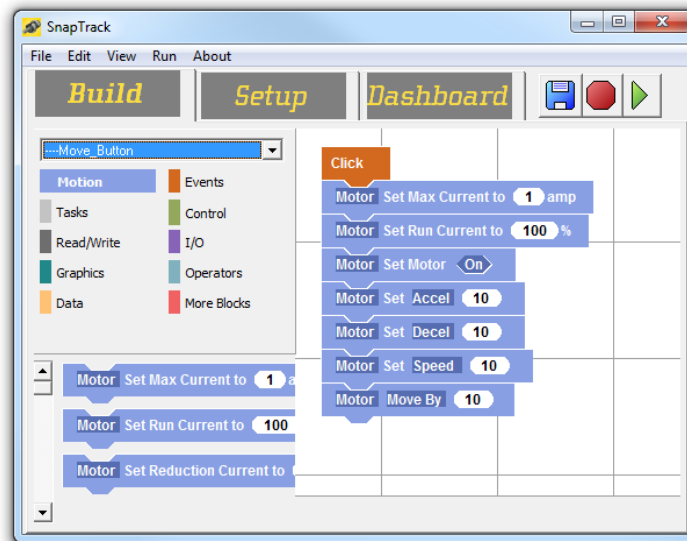 SnapTrack
File Edit View Run About
Build Setup Dashboard
----Move_Button
Motion Events
Tasks Control
Read/Write I/O
Graphics Operators
Data More Blocks
Motor Set Max Current to 1 a
Motor Set Run Current to 100
Motor Set Reduction Current to
Click
Motor Set Max Current to 1 amp
Motor Set Run Current to 100 %
Motor Set Motor On
Motor Set Accel 10
Motor Set Decel 10
Motor Set Speed 10
Motor Move By 10